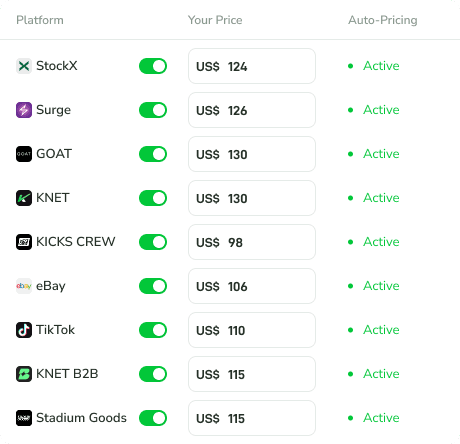 Platform Your Price Auto-Pricing
StockX US$ 124 Active
Surge US$ 126 Active
GOAT GOAT US$ 130 Active
KNET US$ 130 Active
KICKS CREW US$ 98 Active
ebay eBay US$ 106 Active
TikTok US$ 110 Active
KNET B2B US$ 115 Active
Stadium Goods US$ 115 Active